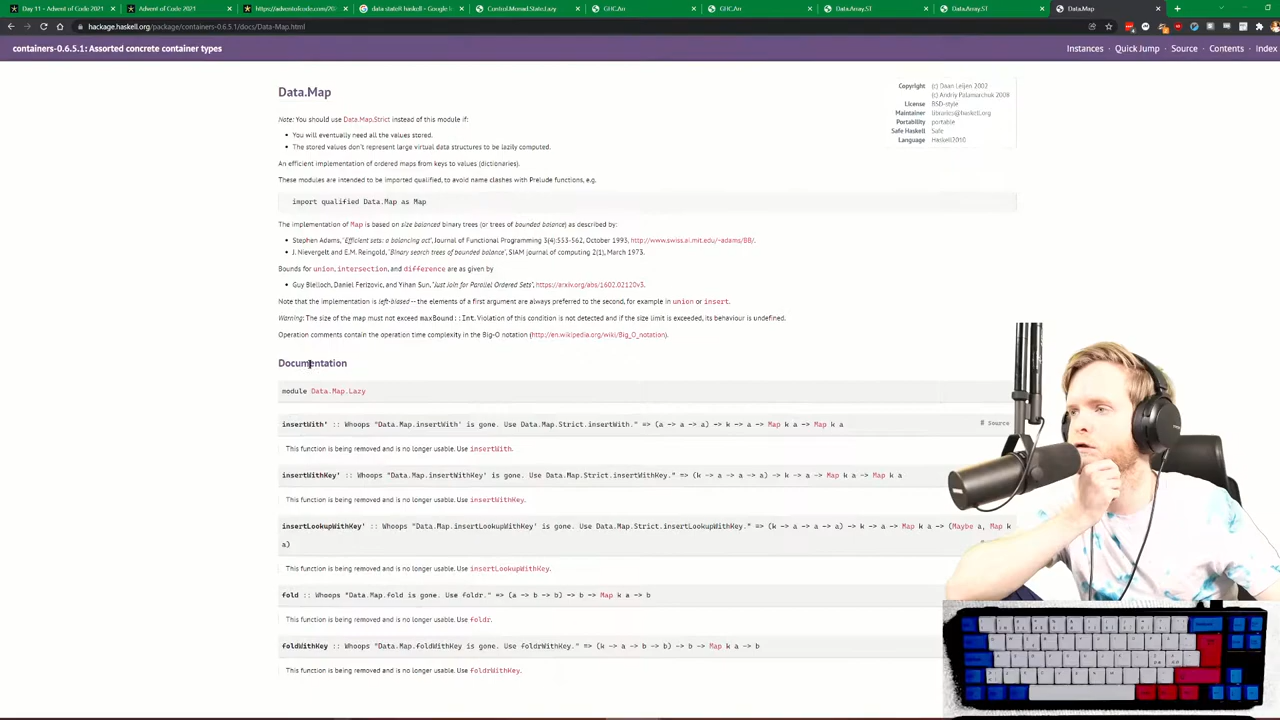 Day 11 - Advent of Code 2021
Advent of Code 2021
https://adventofcode.com/202
data stateR haskell
Control.Monad.State.Lazy
GHC.Arr
GHC.Arr
Data.Array.ST
Data.Array.ST
Data.Map
hackage.haskell.org/package/containers-0.6.5.1/docs/Data-Map.html
containers-0.6.5.1: Assorted concrete container types
Instances · Quick Jump · Source · Contents · Index
Data.Map
Copyright (c) Daan Leijen 2002
(c) Andriy Palamarchuk 2008
License BSD-style
Maintainer libraries@haskell.org
Portability portable
Safe Haskell Safe
Language Haskell2010
Note: You should use Data.Map.Strict instead of this module if:
• You will eventually need all the values stored.
• The stored values don't represent large virtual data structures to be lazily computed.
An efficient implementation of ordered maps from keys to values (dictionaries).
These modules are intended to be imported qualified, to avoid name clashes with Prelude functions, e.g.
import qualified Data.Map as Map
The implementation of Map is based on size balanced binary trees (or trees of bounded balance) as described by:
• Stephen Adams, "Efficient sets: a balancing act", Journal of Functional Programming 3(4):553-562, October 1993, http://www.swiss.ai.mit.edu/~adams/BB/.
• J. Nievergelt and E.M. Reingold, "Binary search trees of bounded balance", SIAM journal of computing 2(1), March 1973.
Bounds for union, intersection, and difference are as given by
• Guy Blelloch, Daniel Ferizovic, and Yihan Sun, "Just Join for Parallel Ordered Sets", https://arxiv.org/abs/1602.02120v3.
Note that the implementation is left-biased -- the elements of a first argument are always preferred to the second, for example in union or insert.
Warning: The size of the map must not exceed maxBound::Int. Violation of this condition is not detected and if the size limit is exceeded, its behaviour is undefined.
Operation comments contain the operation time complexity in the Big-O notation (http://en.wikipedia.org/wiki/Big_O_notation).
Documentation
module Data.Map.Lazy
insertWith' :: Whoops "Data.Map.insertWith' is gone. Use Data.Map.Strict.insertWith." => (a -> a -> a) -> k -> a -> Map k a -> Map k a # Source
This function is being removed and is no longer usable. Use insertWith.
insertWithKey' :: Whoops "Data.Map.insertWithKey' is gone. Use Data.Map.Strict.insertWithKey." => (k -> a -> a -> a) -> k -> a -> Map k a -> Map k a
This function is being removed and is no longer usable. Use insertWithKey.
insertLookupWithKey' :: Whoops "Data.Map.insertLookupWithKey' is gone. Use Data.Map.Strict.insertLookupWithKey." => (k -> a -> a -> a) -> k -> a -> Map k a -> (Maybe a, Map k
a)
This function is being removed and is no longer usable. Use insertLookupWithKey.
fold :: Whoops "Data.Map.fold is gone. Use foldr." => (a -> b -> b) -> b -> Map k a -> b
This function is being removed and is no longer usable. Use foldr.
foldWithKey :: Whoops "Data.Map.foldWithKey is gone. Use foldrWithKey." => (k -> a -> b -> b) -> b -> Map k a -> b
This function is being removed and is no longer usable. Use foldrWithKey.